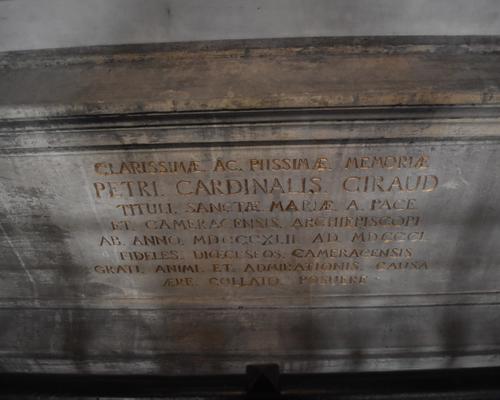 CLARISSIMÆ. AC. PIISSIMÆ. MEMORIÆ
PETRI. CARDINALIS. GIRAUD
TITULI. SANCTÆ. MARIÆ. A. PACE
ET. CAMERACENSIS. ARCHIEPISCOPI
AB. ANNO. MDCCCXLII. AD. MDCCCL.
FIDELES. DIŒCESEOS. CAMERACENSIS
GRATI. ANIMI. ET. ADMIRATIONIS. CAUSA
ÆRE. COLLATO. POSUERE